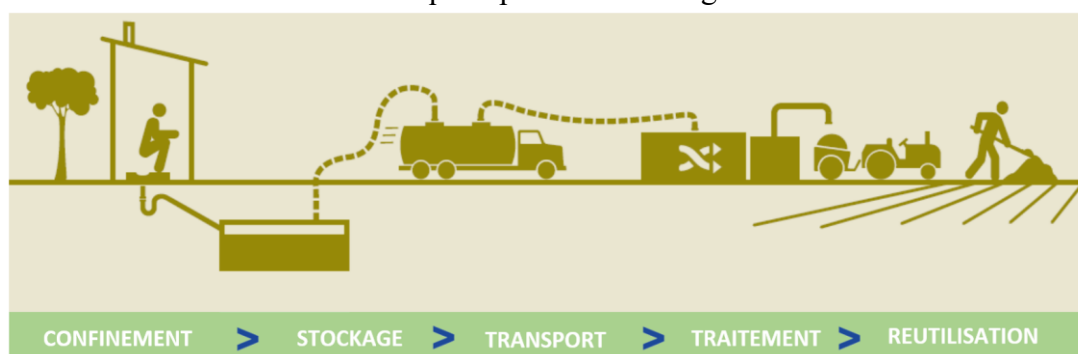 CONFINEMENT > STOCKAGE > TRANSPORT > TRAITEMENT > REUTILISATION